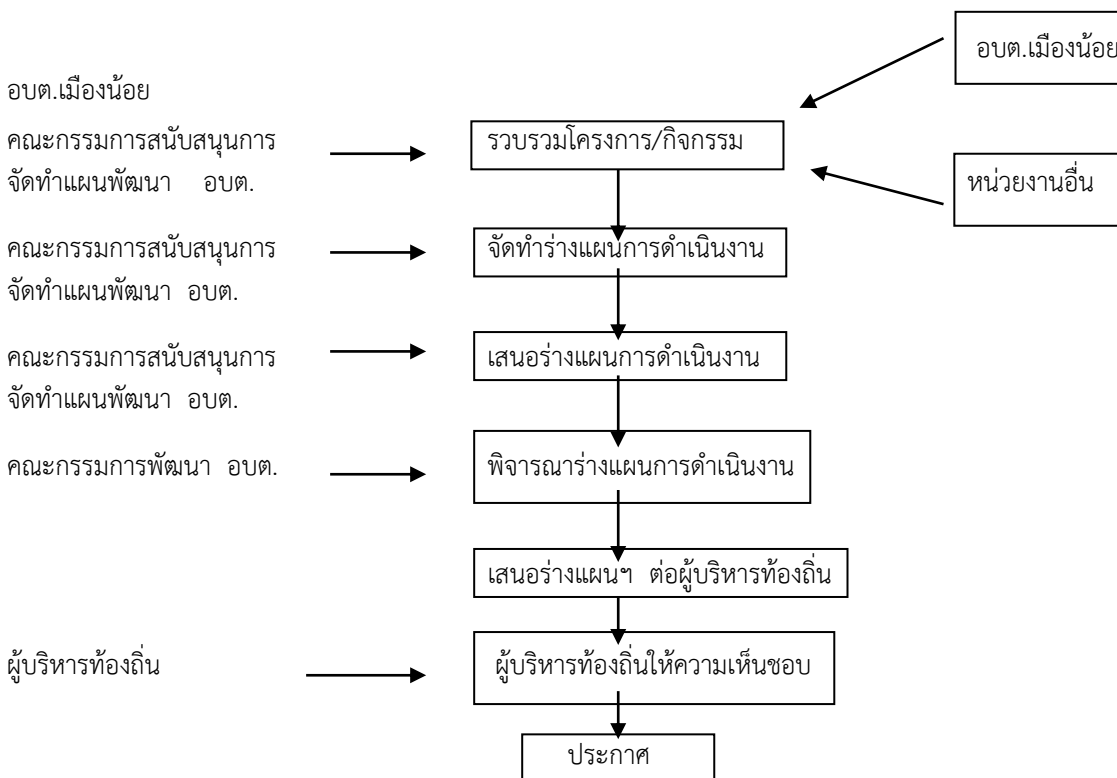 อบต.เมืองน้อย
อบต.เมืองน้อย
คณะกรรมการสนับสนุนการ
จัดทำแผนพัฒนา อบต.
รวบรวมโครงการ/กิจกรรม
หน่วยงานอื่น
คณะกรรมการสนับสนุนการ
จัดทำแผนพัฒนา อบต.
จัดทำร่างแผนการดำเนินงาน
คณะกรรมการสนับสนุนการ
จัดทำแผนพัฒนา อบต.
เสนอร่างแผนการดำเนินงาน
คณะกรรมการพัฒนา อบต.
พิจารณาร่างแผนการดำเนินงาน
เสนอร่างแผนฯ ต่อผู้บริหารท้องถิ่น
ผู้บริหารท้องถิ่น
ผู้บริหารท้องถิ่นให้ความเห็นชอบ
ประกาศ